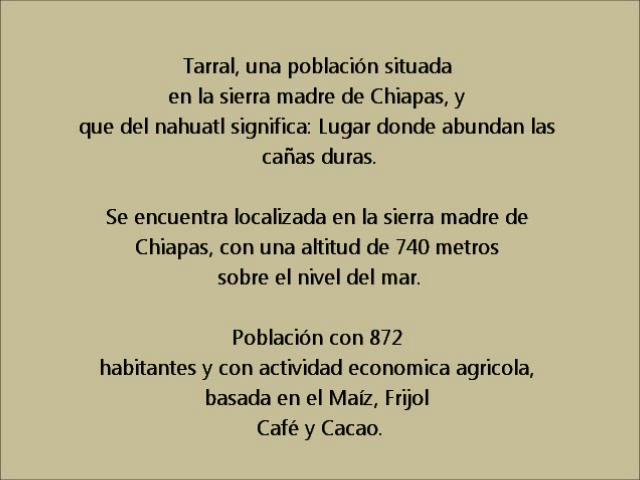 Tarral, una población situada
en la sierra madre de Chiapas, y
que del nahuatl significa: Lugar donde abundan las
cañas duras.
Se encuentra localizada en la sierra madre de
Chiapas, con una altitud de 740 metros
sobre el nivel del mar.
Población con 872
habitantes y con actividad economica agricola,
basada en el Maíz, Frijol
Café y Cacao.